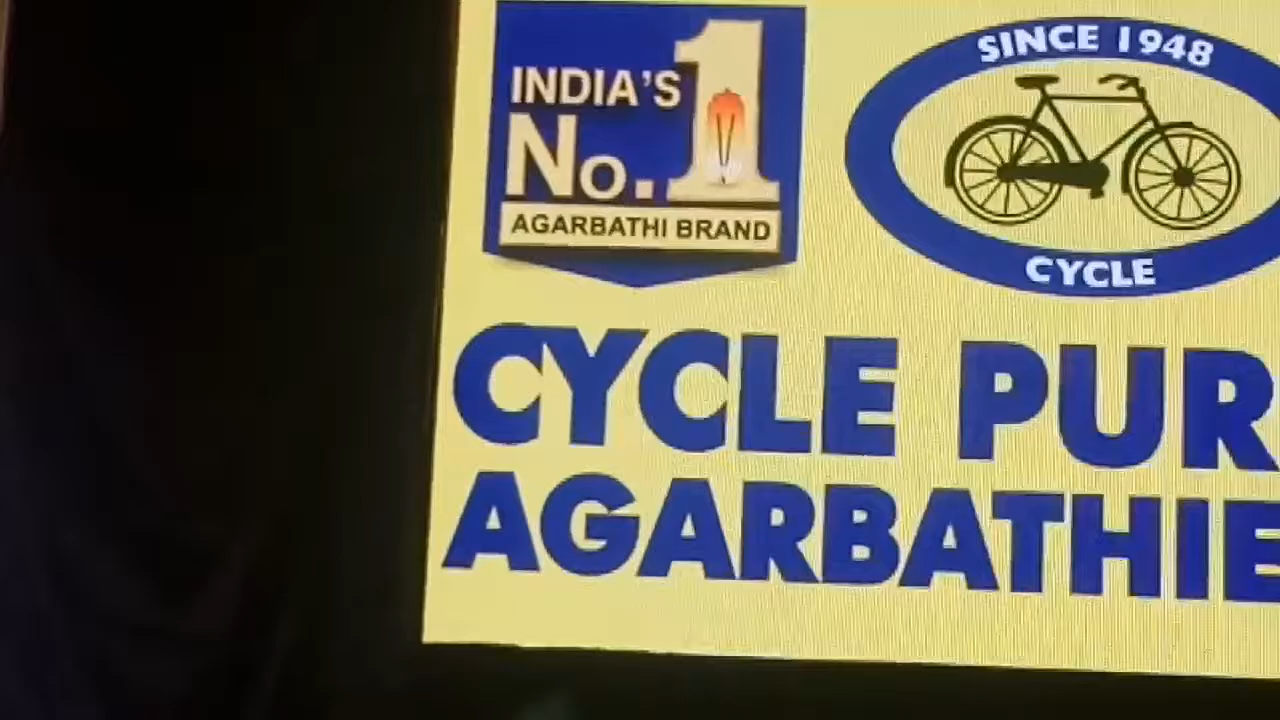 INDIA'S
No.1
AGARBATHI BRAND
SINCE 1948
CYCLE
CYCLE PUR
AGARBATHIE